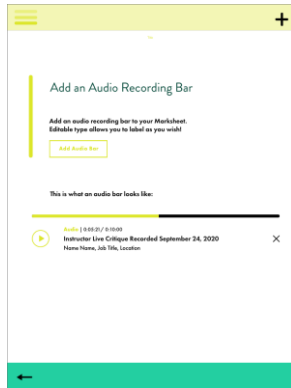 Add an Audio Recording Bar
Add an audio recording bar to your Marksheet.
Editable type allows you to label as you wish!
Add Audio Bar
This is what an audio bar looks like:
Audio | 0:05:21/ 0:10:00
Instructor Live Critique Recorded September 24, 2020
Name Name, Job Title, Location